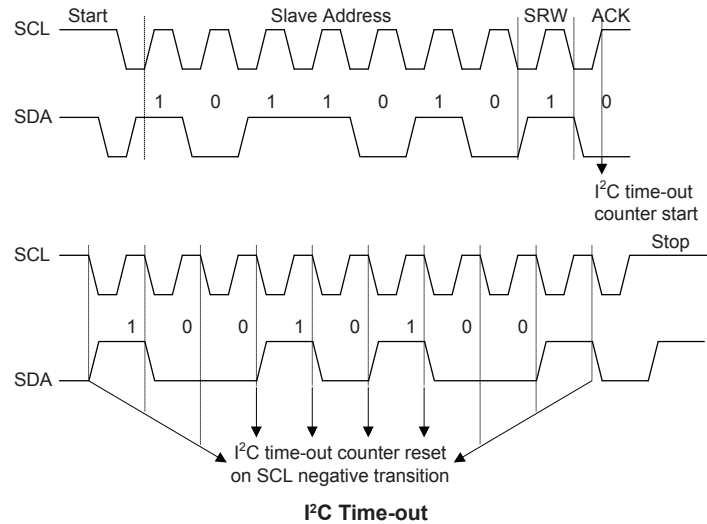 Start Slave Address SRW ACK
SCL
1 0 1 1 0 1 0 1 0
SDA
I²C time-out
counter start
Stop
SCL
1 0 0 1 0 1 0 0
SDA
I²C time-out counter reset
on SCL negative transition
I²C Time-out